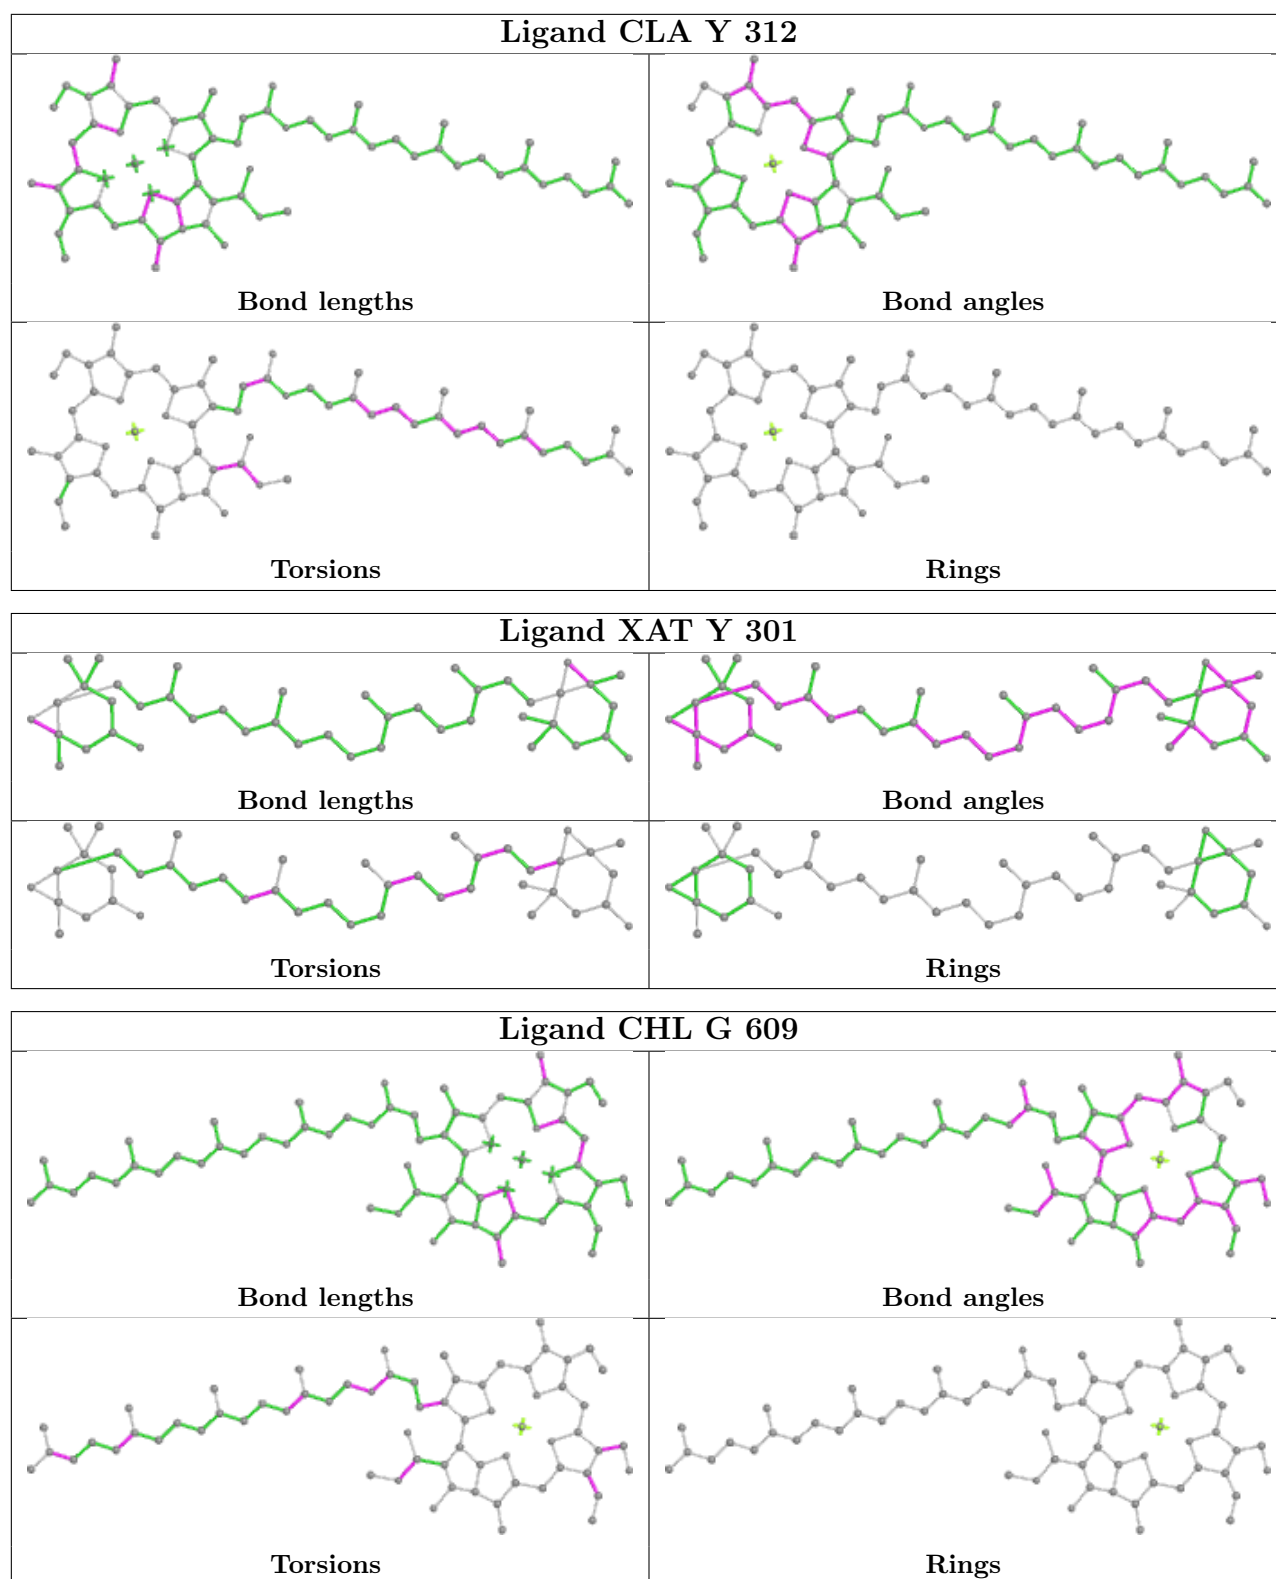 Ligand CLA Y 312
Bond lengths
Bond angles
Torsions
Rings
Ligand XAT Y 301
Bond lengths
Bond angles
Torsions
Rings
Ligand CHL G 609
Bond lengths
Bond angles
Torsions
Rings